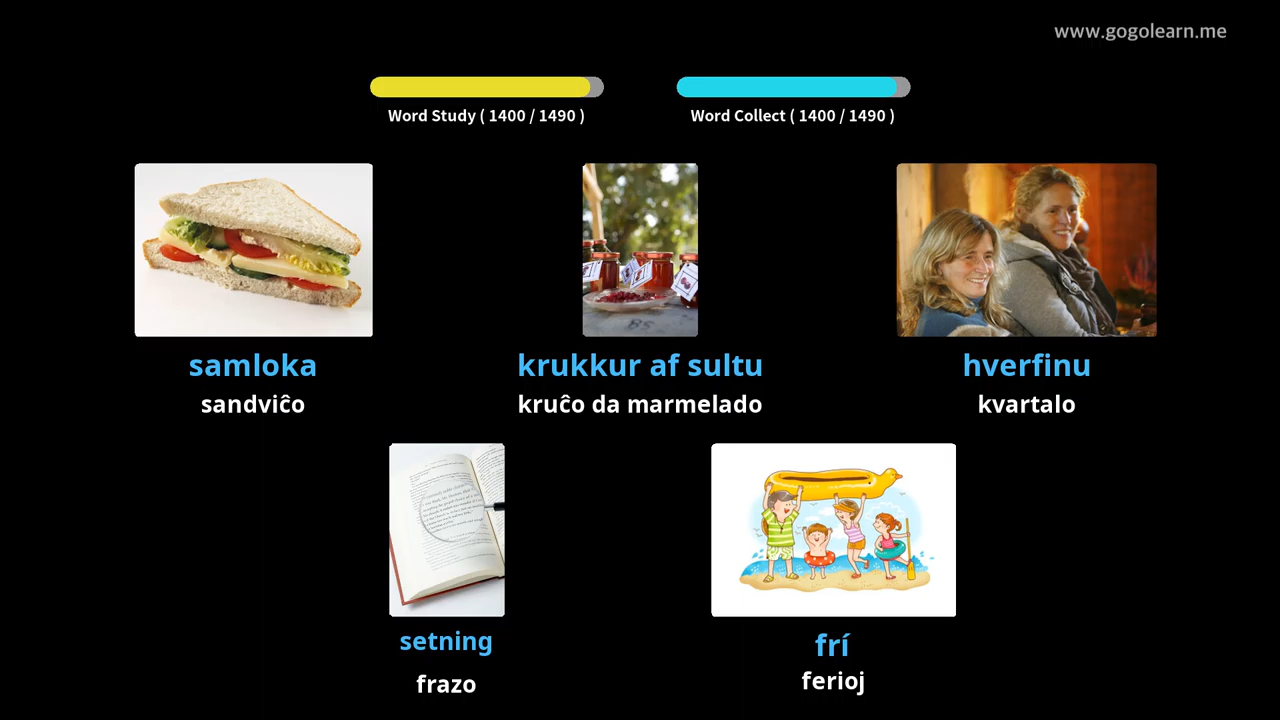 www.gogolearn.me
Word Study ( 1400 / 1490 )
Word Collect ( 1400 / 1490 )
samloka
sandviĉo
krukkur af sultu
kruĉo da marmelado
hverfinu
kvartalo
setning
frazo
frí
ferioj